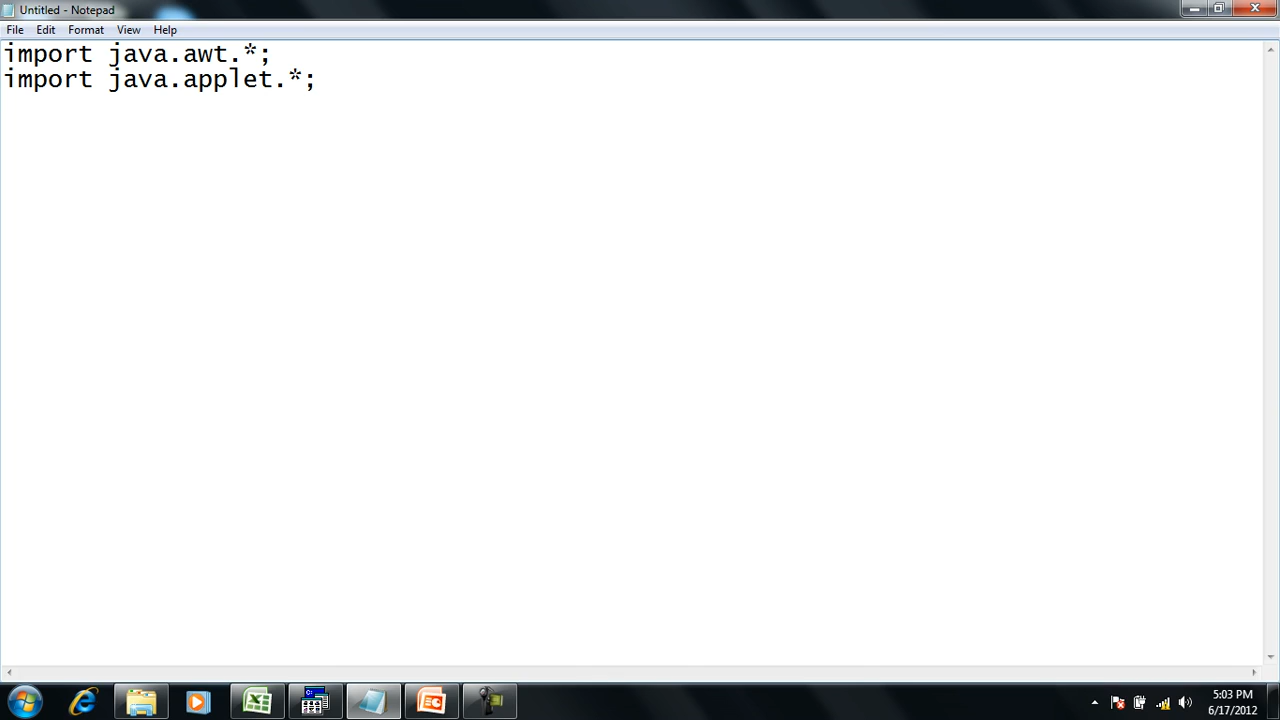 Untitled - Notepad
File Edit Format View Help
import java.awt.*;
import java.applet.*;
5:03 PM
6/17/2012